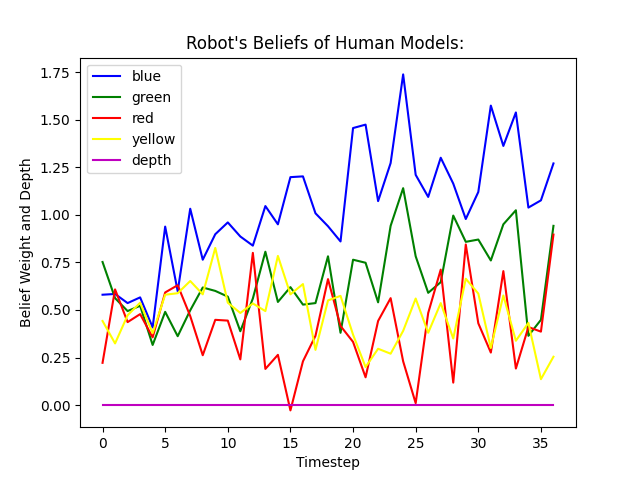 Robot's Beliefs of Human Models:
blue
green
red
yellow
depth
Belief Weight and Depth
1.75
1.50
1.25
1.00
0.75
0.50
0.25
0.00
0 5 10 15 20 25 30 35
Timestep